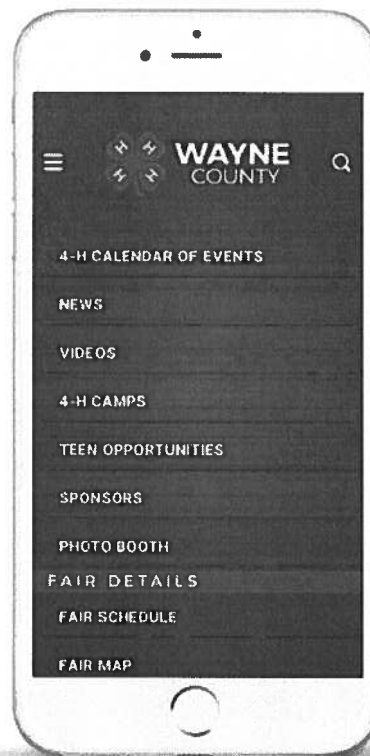 H H
WAYNE
H H
COUNTY
4-H CALENDAR OF EVENTS
NEWS
VIDEOS
4-H CAMPS
TEEN OPPORTUNITIES
SPONSORS
PHOTO BOOTH
FAIR DETAILS
FAIR SCHEDULE
FAIR MAP